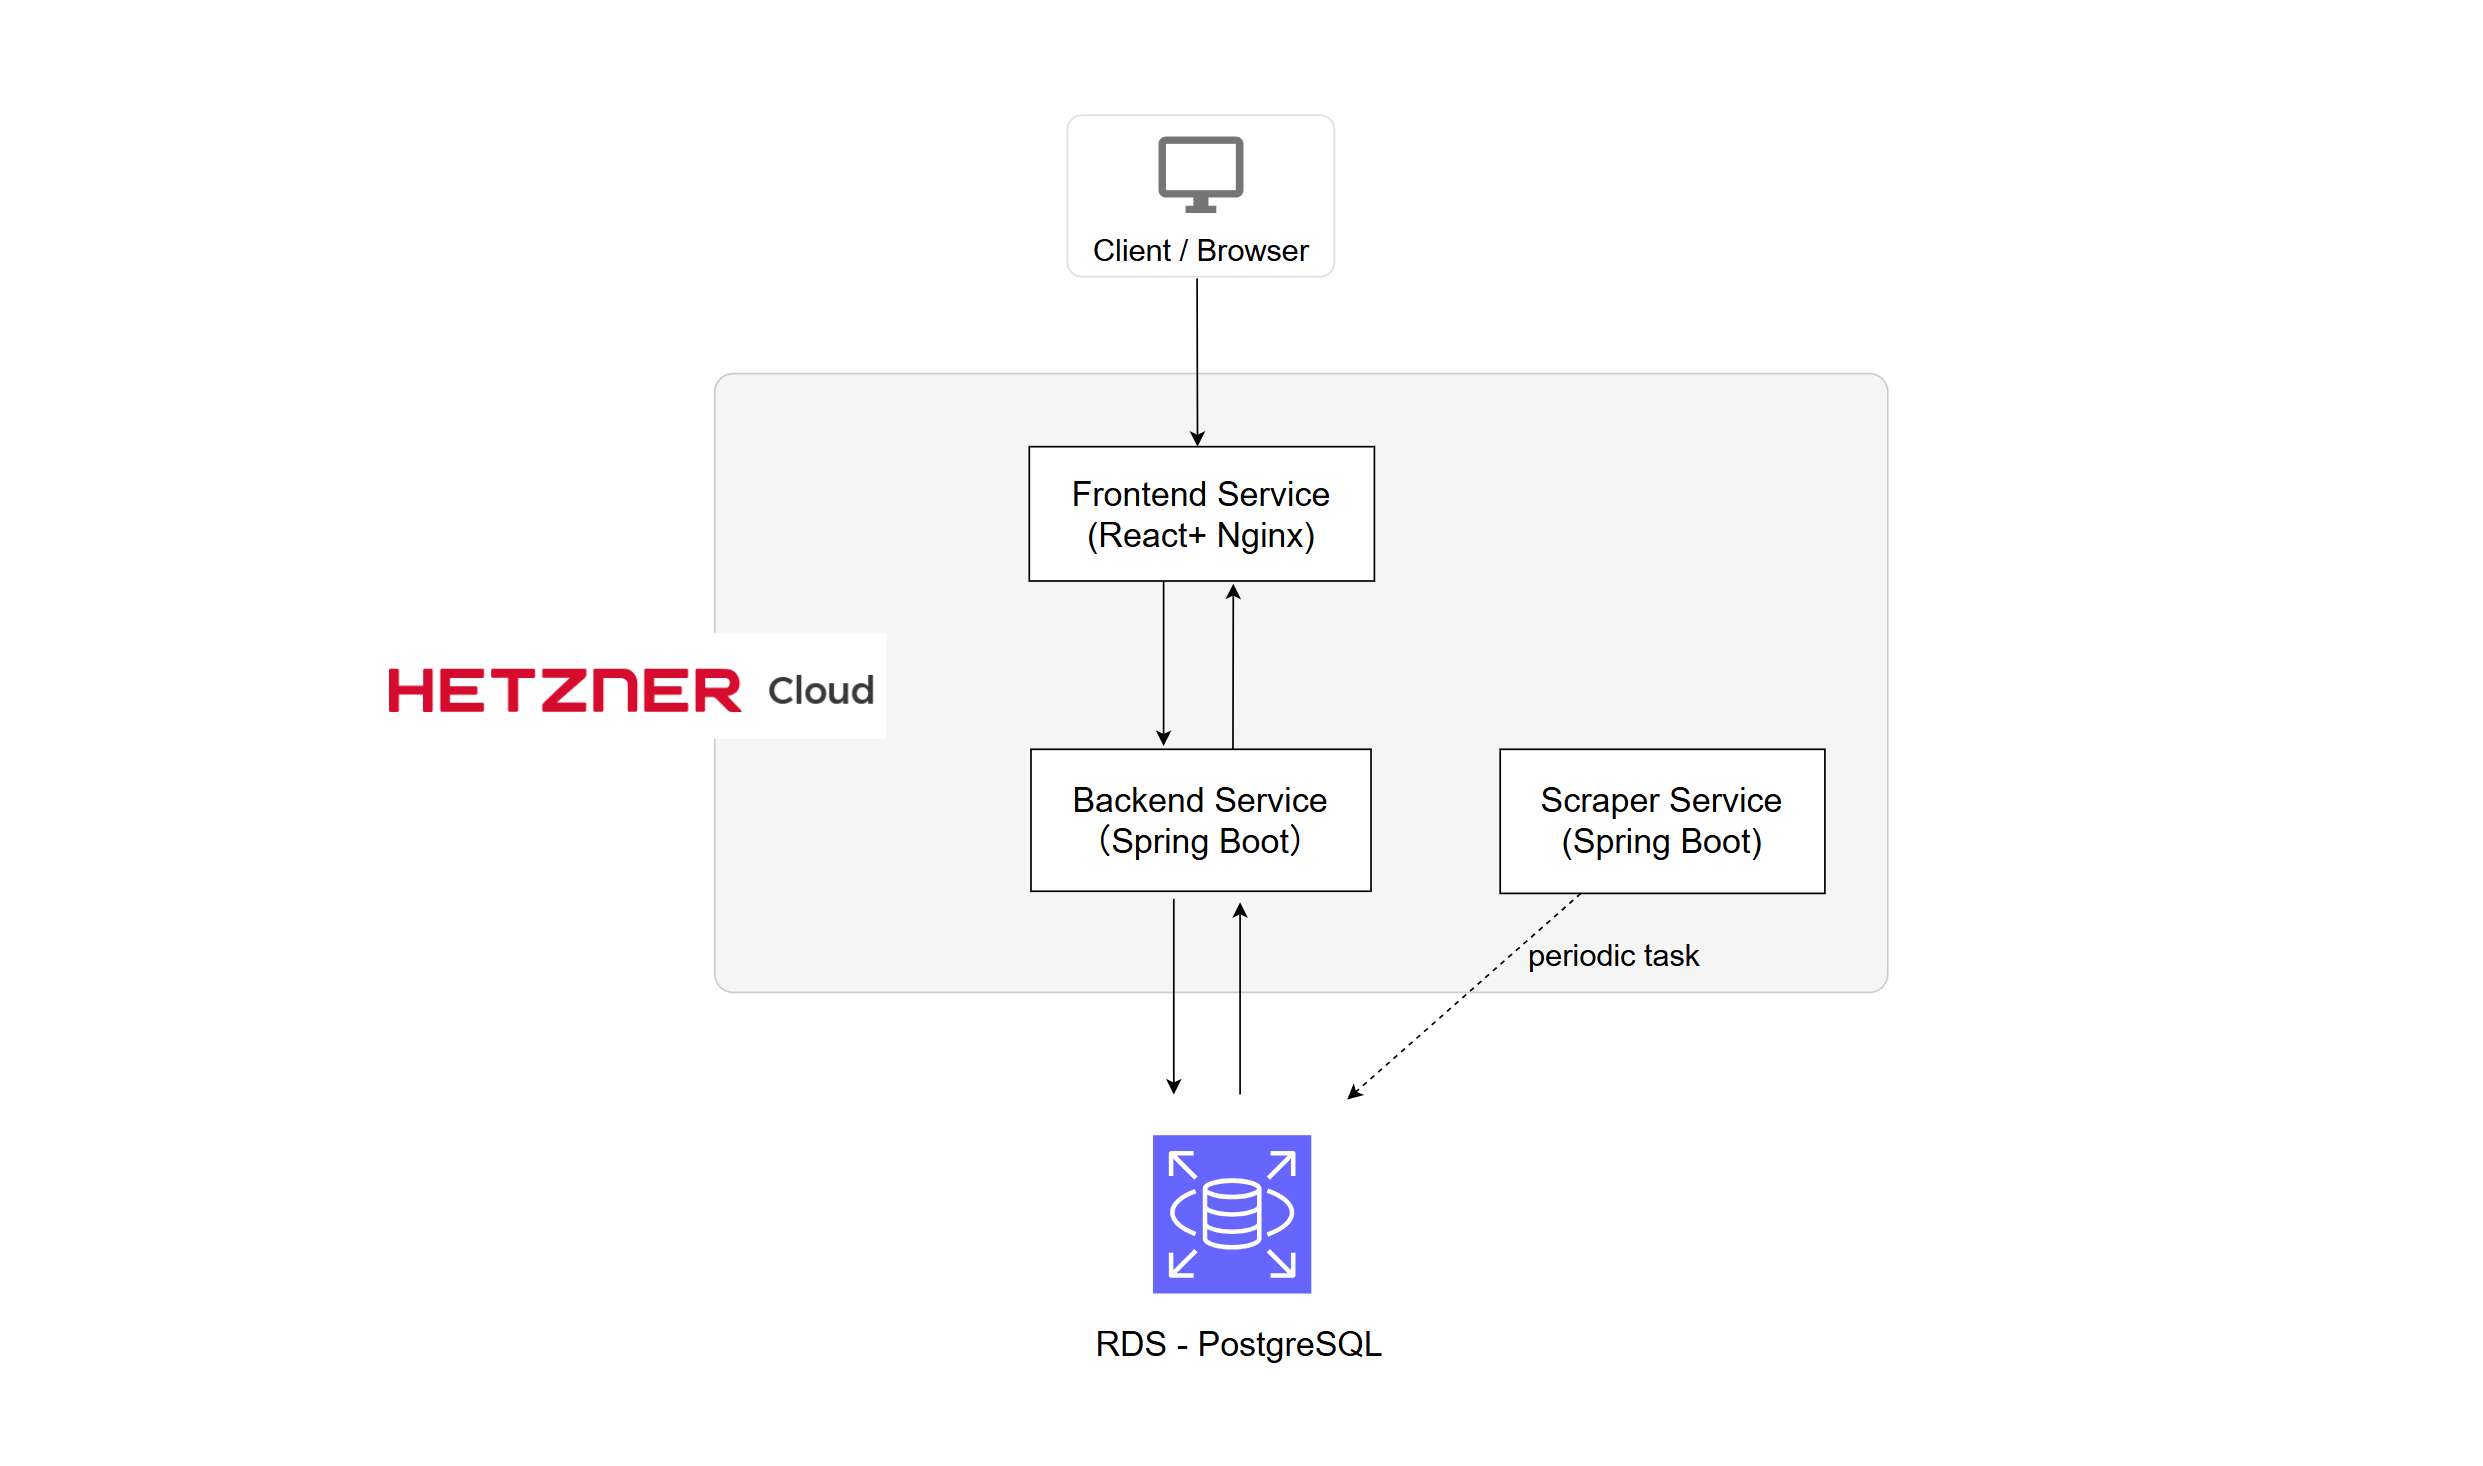 Client / Browser
Frontend Service
(React+ Nginx)
HETZNER Cloud
Backend Service
（Spring Boot）
Scraper Service
(Spring Boot)
periodic task
RDS - PostgreSQL